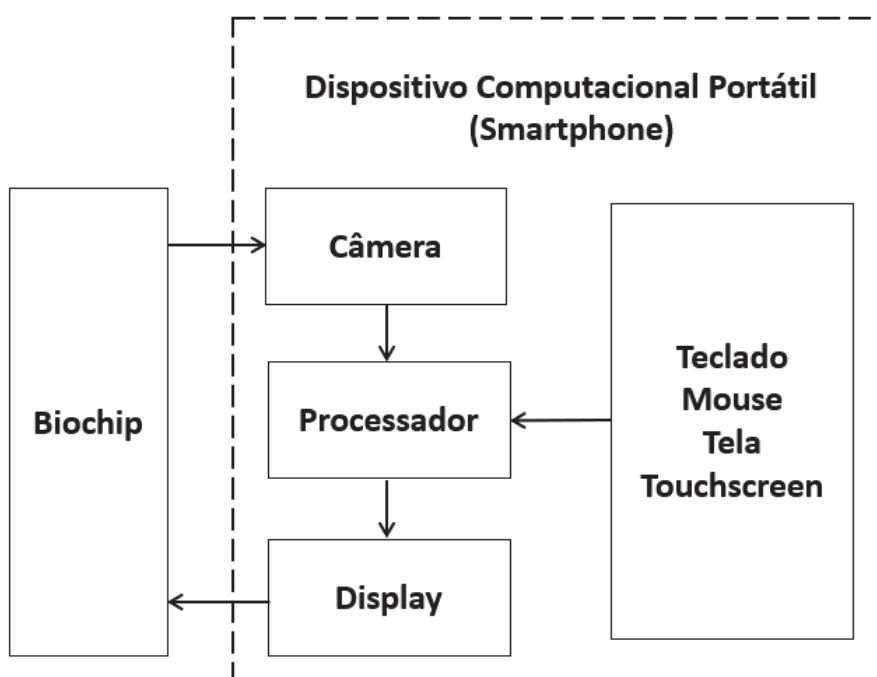 Dispositivo Computacional Portátil
(Smartphone)
Câmera
Biochip
Processador
Teclado
Mouse
Tela
Touchscreen
Display